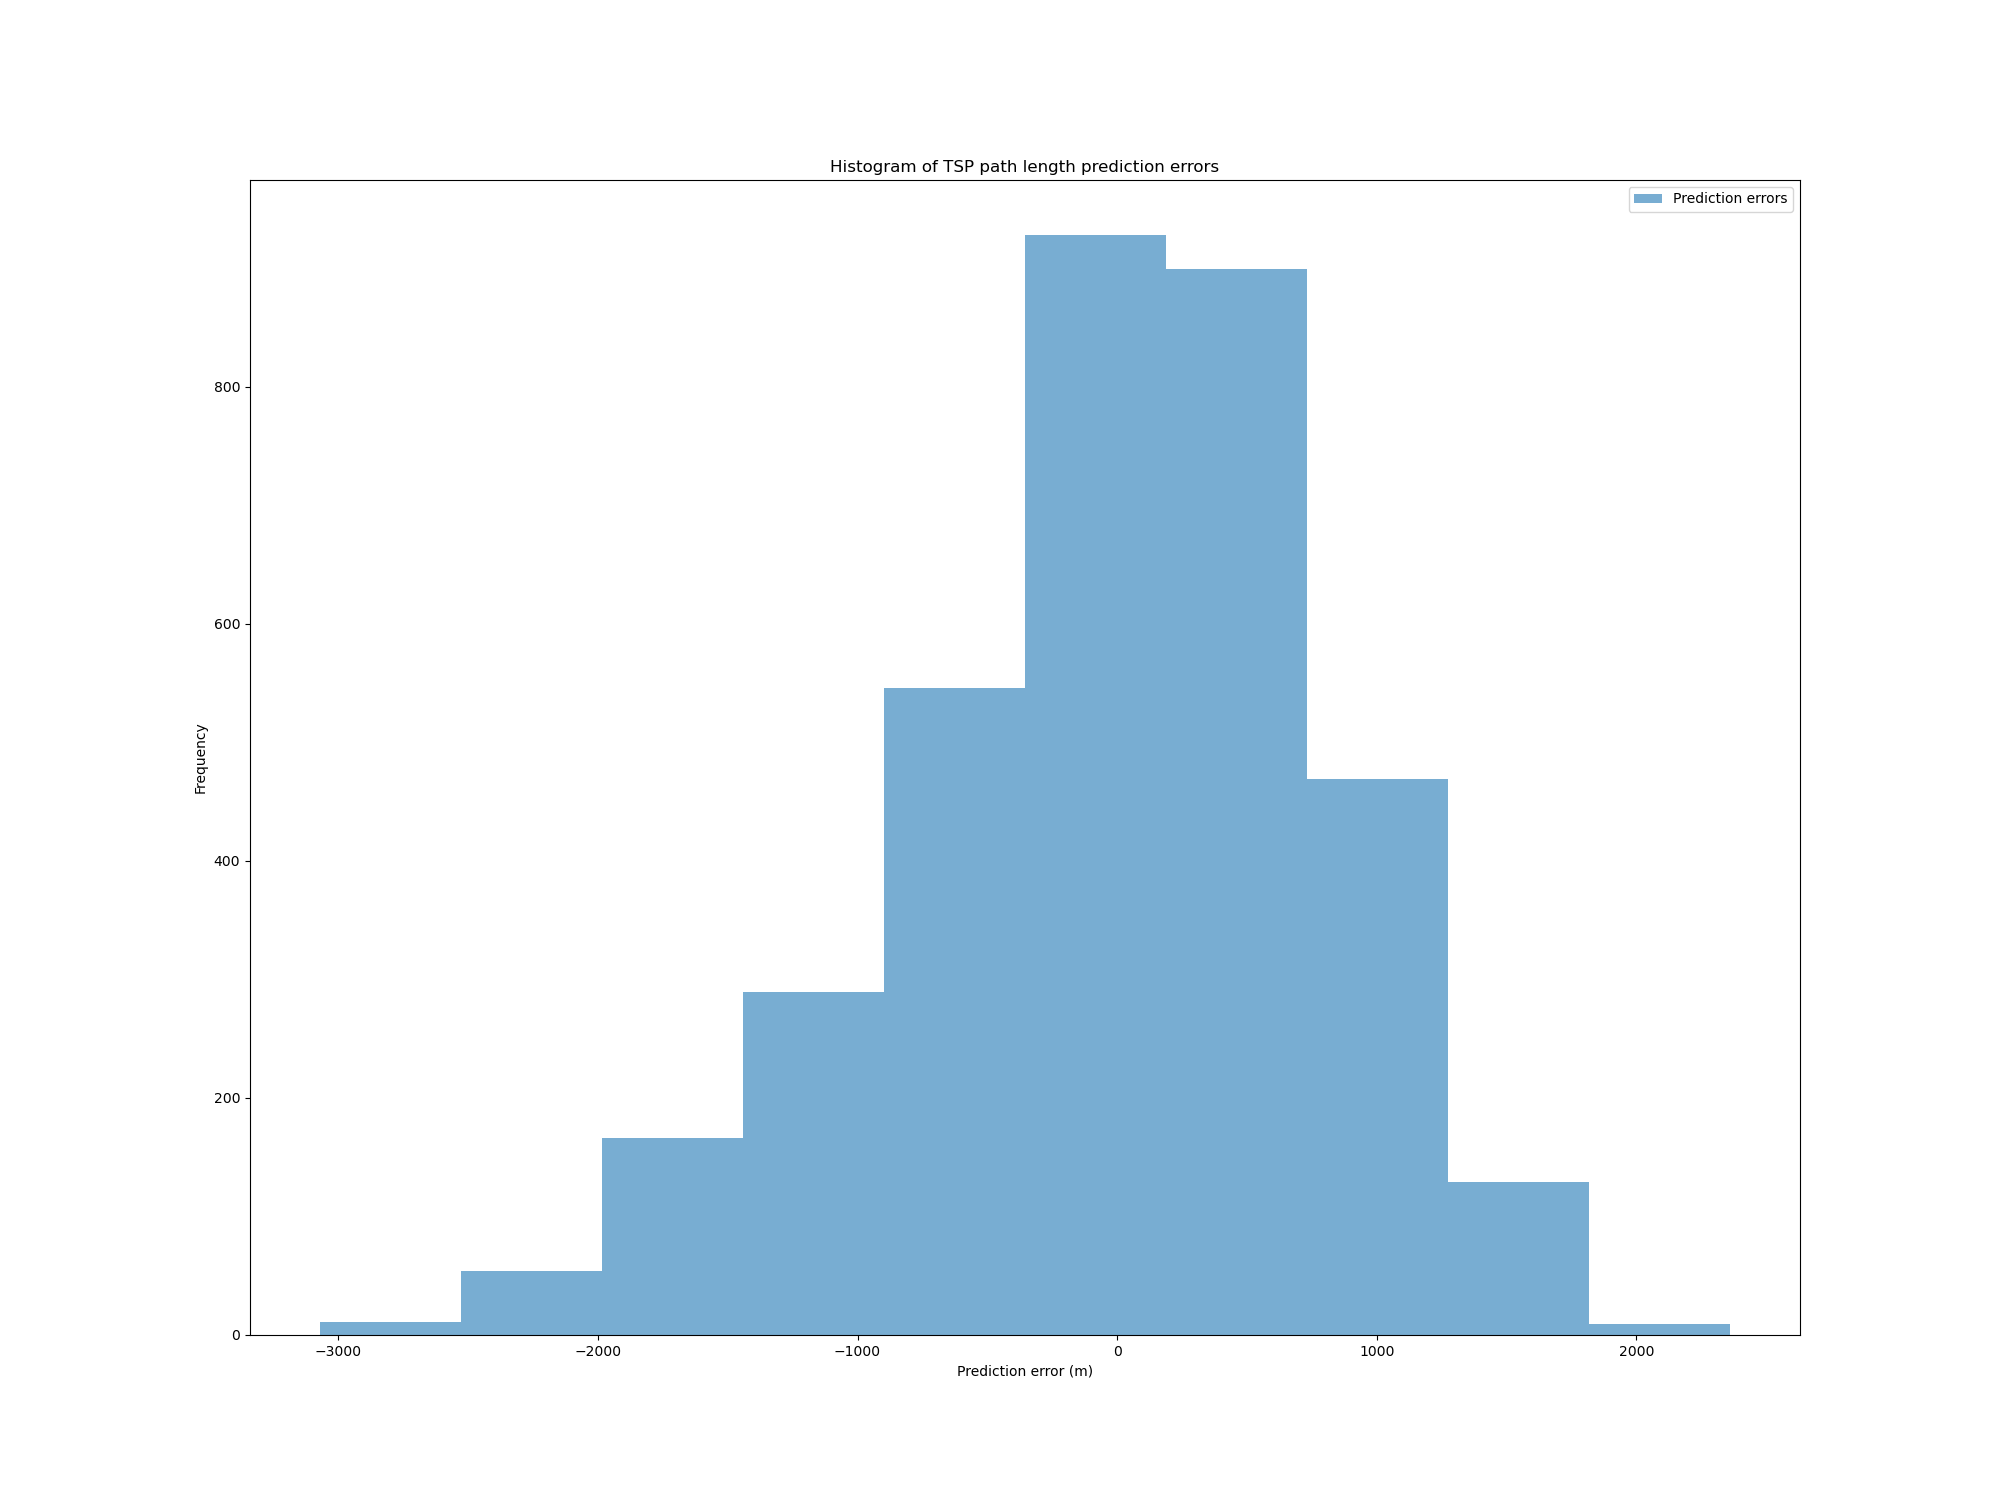 Histogram of TSP path length prediction errors
Prediction errors
800
600
400
200
0
Frequency
−3000
−2000
−1000
0
1000
2000
Prediction error (m)